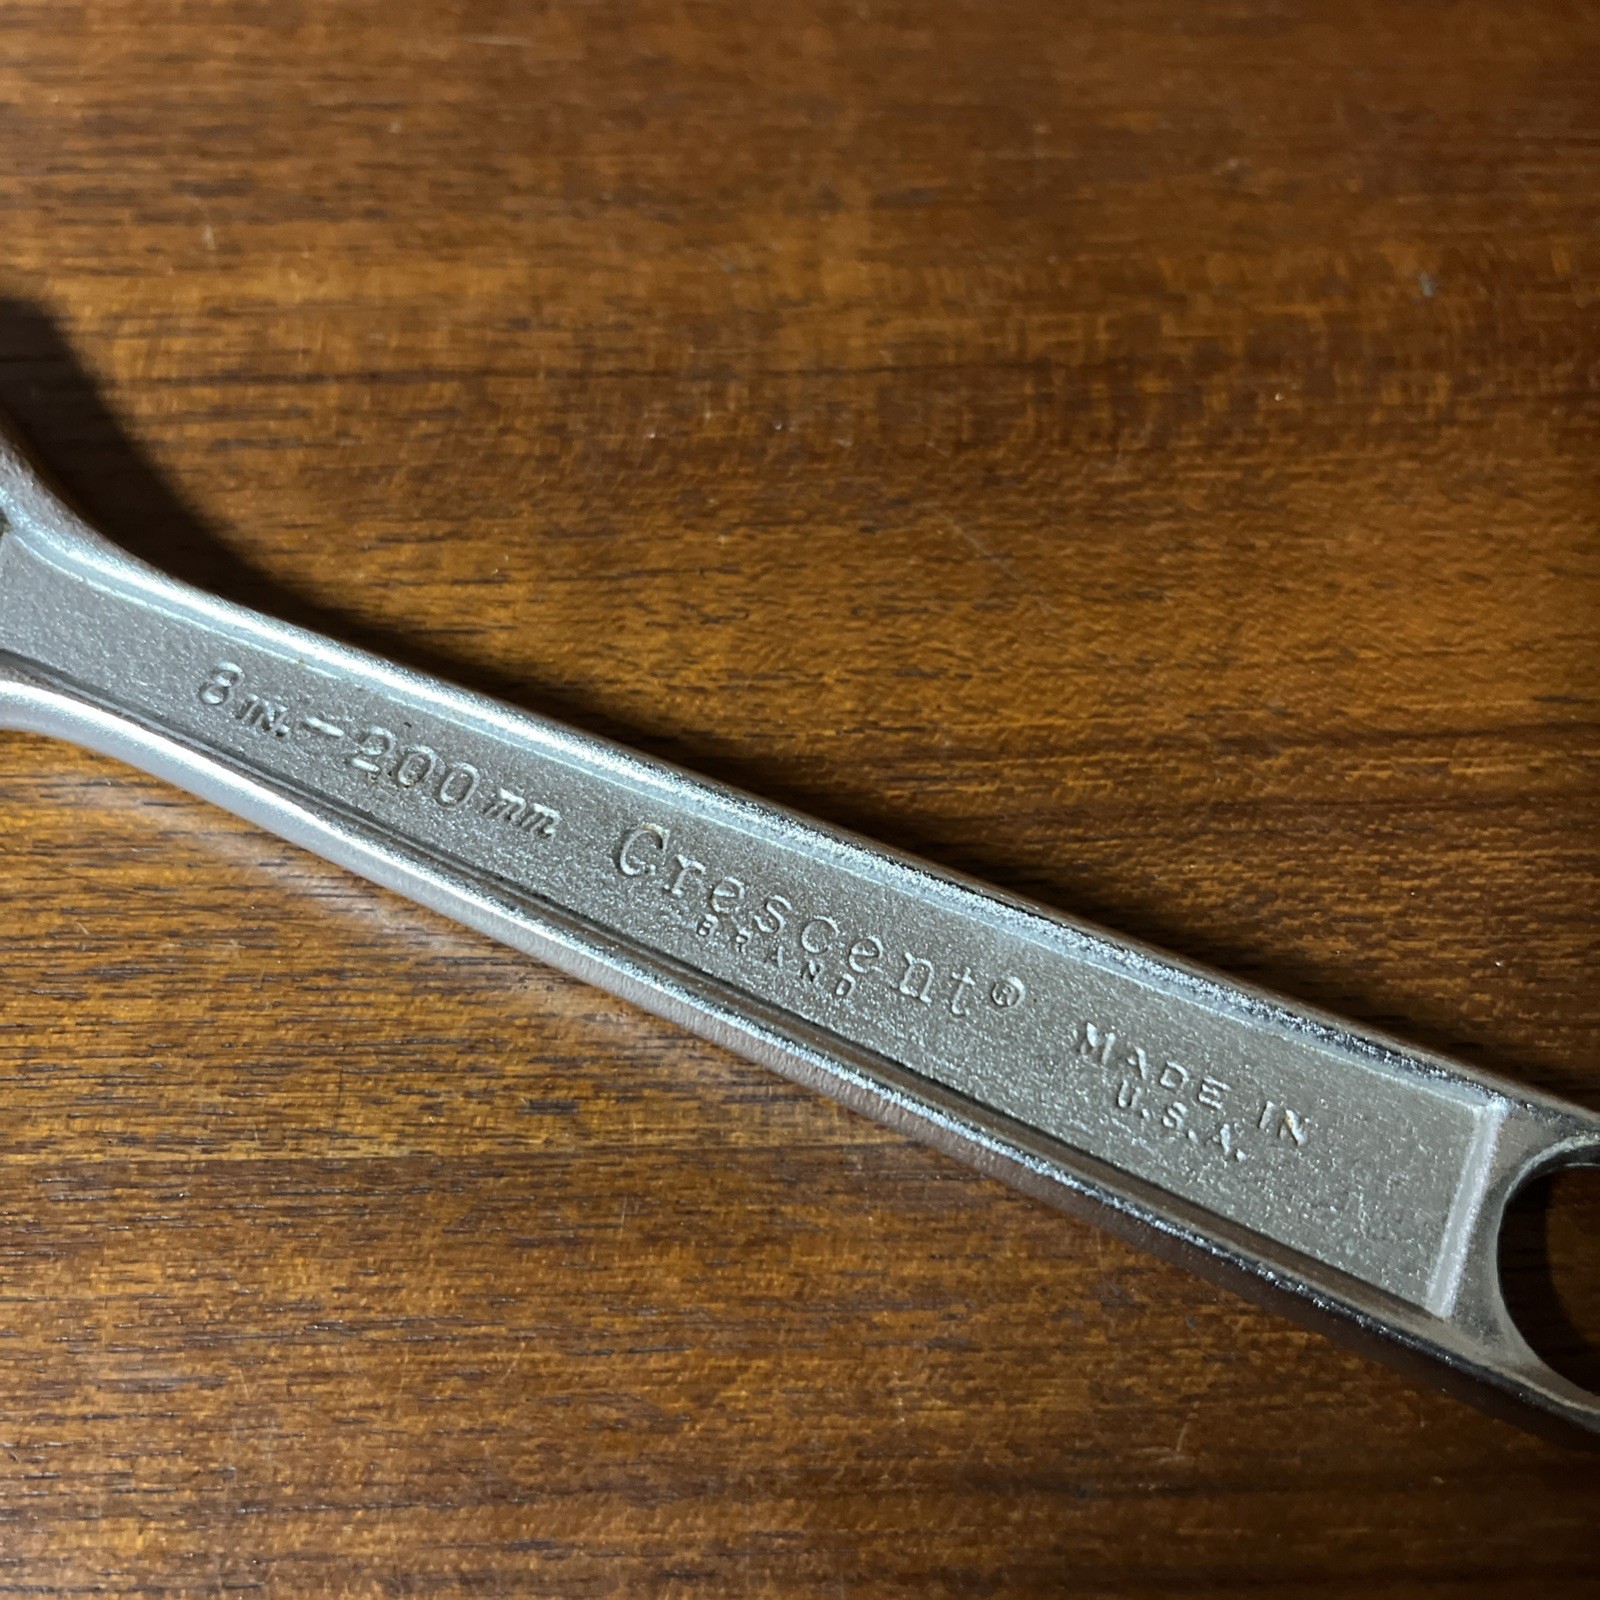 8 IN. - 200 mm
Crescent®
BRAND
MADE IN
U.S.A.